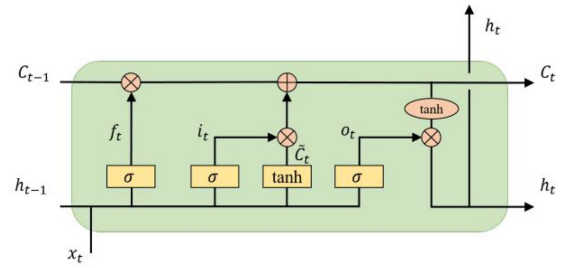 h_t
C_{t-1}
C_t
tanh
f_t
i_t
o_t
C̃_t
σ
σ
tanh
σ
h_{t-1}
h_t
x_t